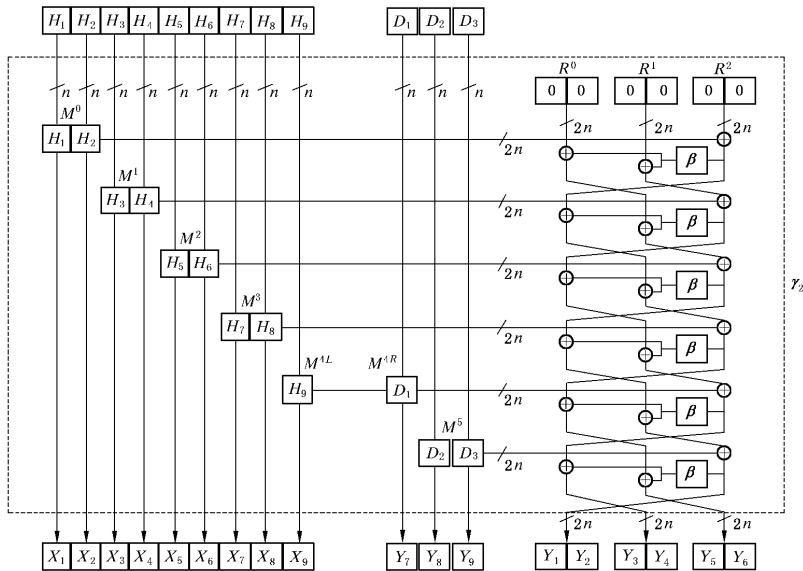 H₁ H₂ H₃ H₄ H₅ H₆ H₇ H₈ H₉ D₁ D₂ D₃
R⁰ R¹ R²
n n n n n n n n n n n n
0 0 0 0 0 0
M⁰
2n 2n 2n
H₁ H₂
2n
β
M¹
H₃ H₄
2n
β
M²
H₅ H₆
2n
β
γ₂
M³
H₇ H₈
2n
β
M⁴ᴸ M⁴ᴿ
H₉ D₁
2n
β
M⁵
D₂ D₃
2n
β
2n 2n 2n
X₁ X₂ X₃ X₄ X₅ X₆ X₇ X₈ X₉ Y₇ Y₈ Y₉ Y₁ Y₂ Y₃ Y₄ Y₅ Y₆